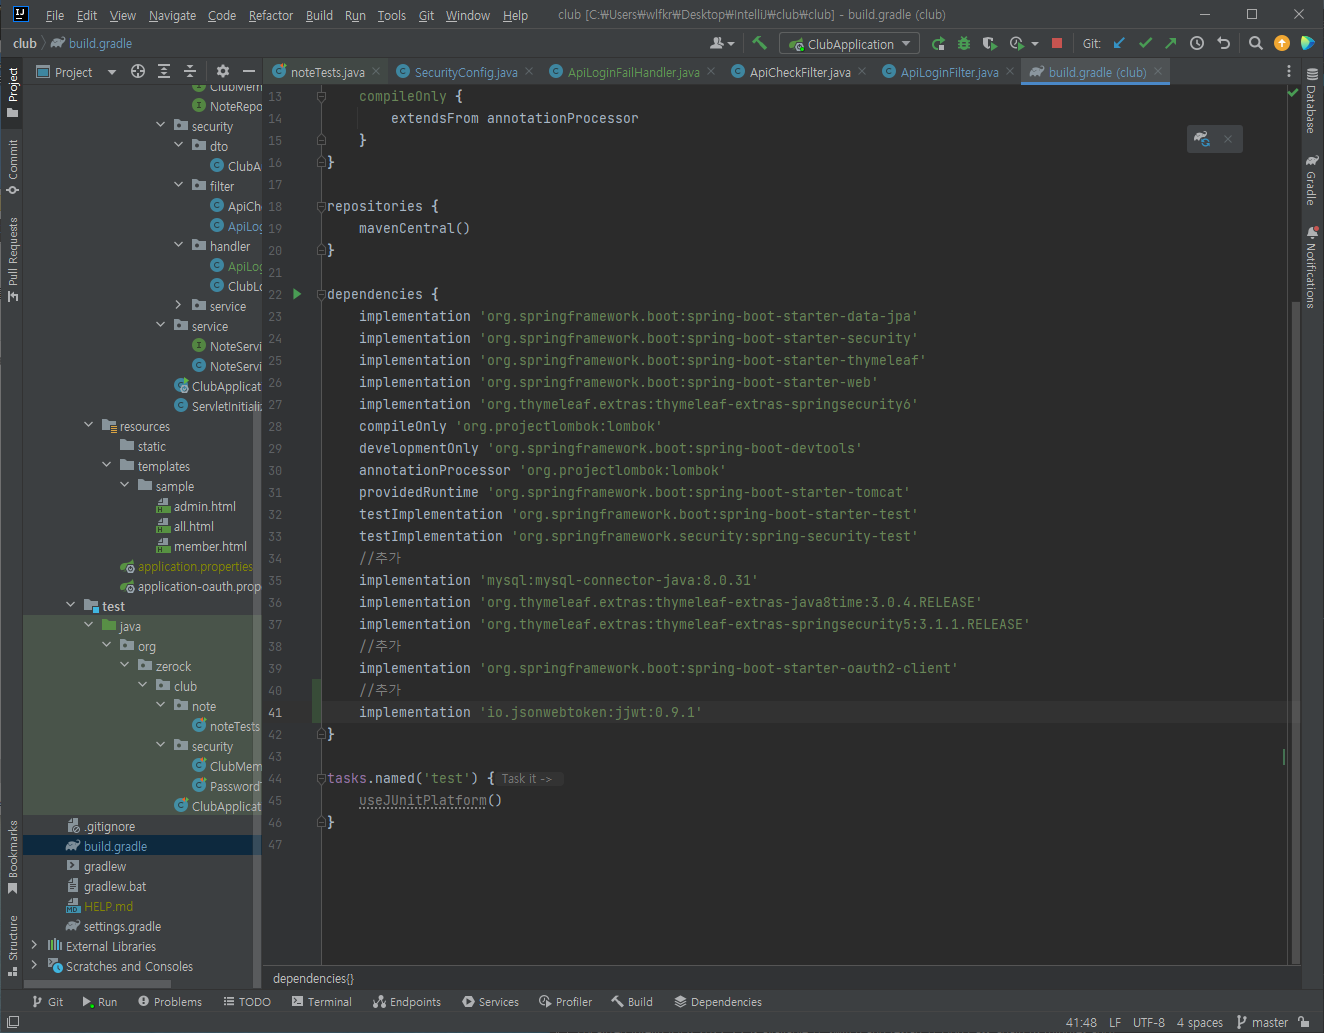 File Edit View Navigate Code Refactor Build Run Tools Git Window Help club [C:₩Users₩wlfkr₩Desktop₩IntelliJ₩club₩club] - build.gradle (club)
club build.gradle ClubApplication Git:
Project noteTests.java SecurityConfig.java ApiLoginFailHandler.java ApiCheckFilter.java ApiLoginFilter.java build.gradle (club)
Project
Commit
Pull Requests
Bookmarks
Structure
ClubMem
NoteRepo
security
dto
ClubA
filter
ApiCh
ApiLog
handler
ApiLog
ClubLo
service
service
NoteServi
NoteServi
ClubApplicat
ServletInitializ
resources
static
templates
sample
admin.html
all.html
member.html
application.properties
application-oauth.prop
test
java
org
zerock
club
note
noteTests
security
ClubMem
PasswordT
ClubApplicat
.gitignore
build.gradle
gradlew
gradlew.bat
HELP.md
settings.gradle
External Libraries
Scratches and Consoles
13 compileOnly {
14 extendsFrom annotationProcessor
15 }
16 }
17
18 repositories {
19 mavenCentral()
20 }
21
22 dependencies {
23 implementation 'org.springframework.boot:spring-boot-starter-data-jpa'
24 implementation 'org.springframework.boot:spring-boot-starter-security'
25 implementation 'org.springframework.boot:spring-boot-starter-thymeleaf'
26 implementation 'org.springframework.boot:spring-boot-starter-web'
27 implementation 'org.thymeleaf.extras:thymeleaf-extras-springsecurity6'
28 compileOnly 'org.projectlombok:lombok'
29 developmentOnly 'org.springframework.boot:spring-boot-devtools'
30 annotationProcessor 'org.projectlombok:lombok'
31 providedRuntime 'org.springframework.boot:spring-boot-starter-tomcat'
32 testImplementation 'org.springframework.boot:spring-boot-starter-test'
33 testImplementation 'org.springframework.security:spring-security-test'
34 //추가
35 implementation 'mysql:mysql-connector-java:8.0.31'
36 implementation 'org.thymeleaf.extras:thymeleaf-extras-java8time:3.0.4.RELEASE'
37 implementation 'org.thymeleaf.extras:thymeleaf-extras-springsecurity5:3.1.1.RELEASE'
38 //추가
39 implementation 'org.springframework.boot:spring-boot-starter-oauth2-client'
40 //추가
41 implementation 'io.jsonwebtoken:jjwt:0.9.1'
42 }
43
44 tasks.named('test') { Task it ->
45 useJUnitPlatform()
46 }
47
Database
Gradle
Notifications
dependencies{}
Git Run Problems TODO Terminal Endpoints Services Profiler Build Dependencies
41:48 LF UTF-8 4 spaces master